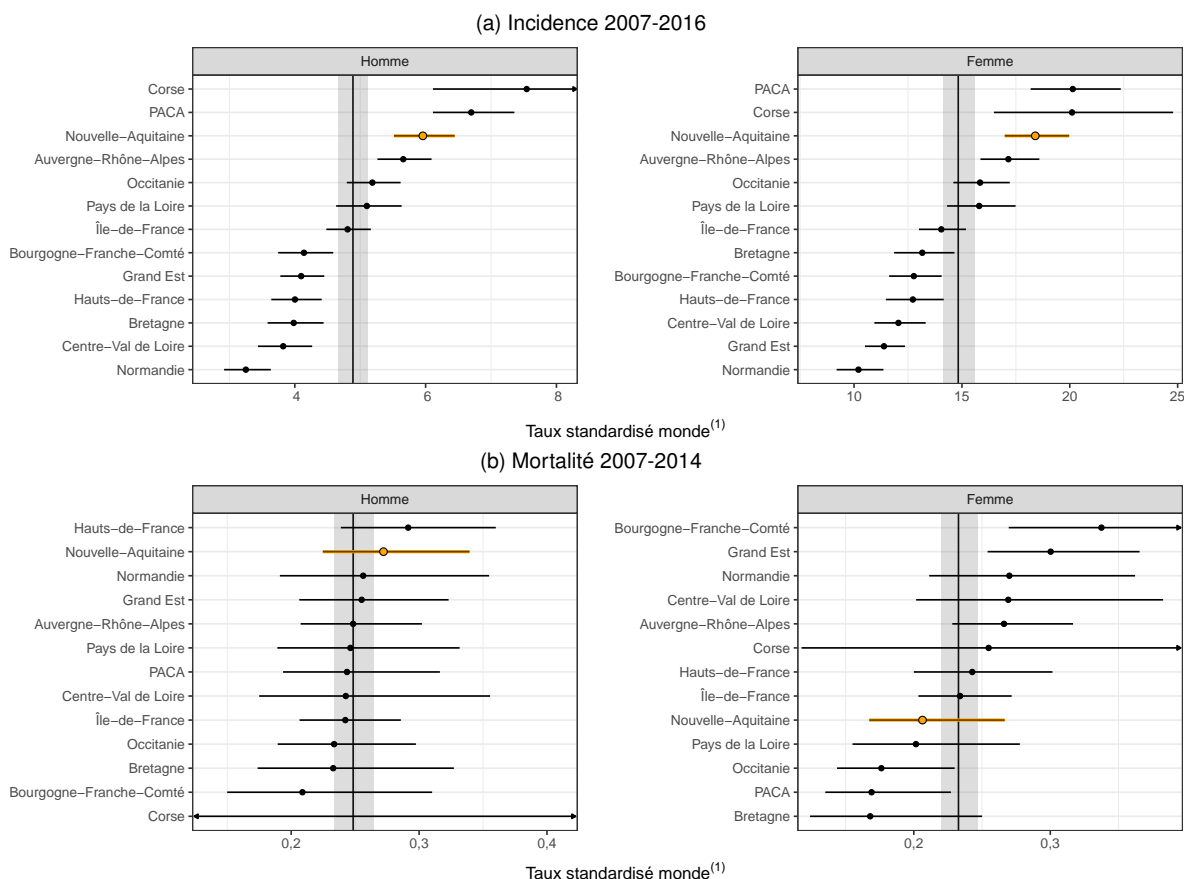 (a) Incidence 2007-2016
Homme
Corse
PACA
Nouvelle−Aquitaine
Auvergne−Rhône−Alpes
Occitanie
Pays de la Loire
Île−de−France
Bourgogne−Franche−Comté
Grand Est
Hauts−de−France
Bretagne
Centre−Val de Loire
Normandie
4 6 8
Femme
PACA
Corse
Nouvelle−Aquitaine
Auvergne−Rhône−Alpes
Occitanie
Pays de la Loire
Île−de−France
Bretagne
Bourgogne−Franche−Comté
Hauts−de−France
Centre−Val de Loire
Grand Est
Normandie
10 15 20 25
Taux standardisé monde(1)
(b) Mortalité 2007-2014
Homme
Hauts−de−France
Nouvelle−Aquitaine
Normandie
Grand Est
Auvergne−Rhône−Alpes
Pays de la Loire
PACA
Centre−Val de Loire
Île−de−France
Occitanie
Bretagne
Bourgogne−Franche−Comté
Corse
0,2 0,3 0,4
Femme
Bourgogne−Franche−Comté
Grand Est
Normandie
Centre−Val de Loire
Auvergne−Rhône−Alpes
Corse
Hauts−de−France
Île−de−France
Nouvelle−Aquitaine
Pays de la Loire
Occitanie
PACA
Bretagne
0,2 0,3
Taux standardisé monde(1)